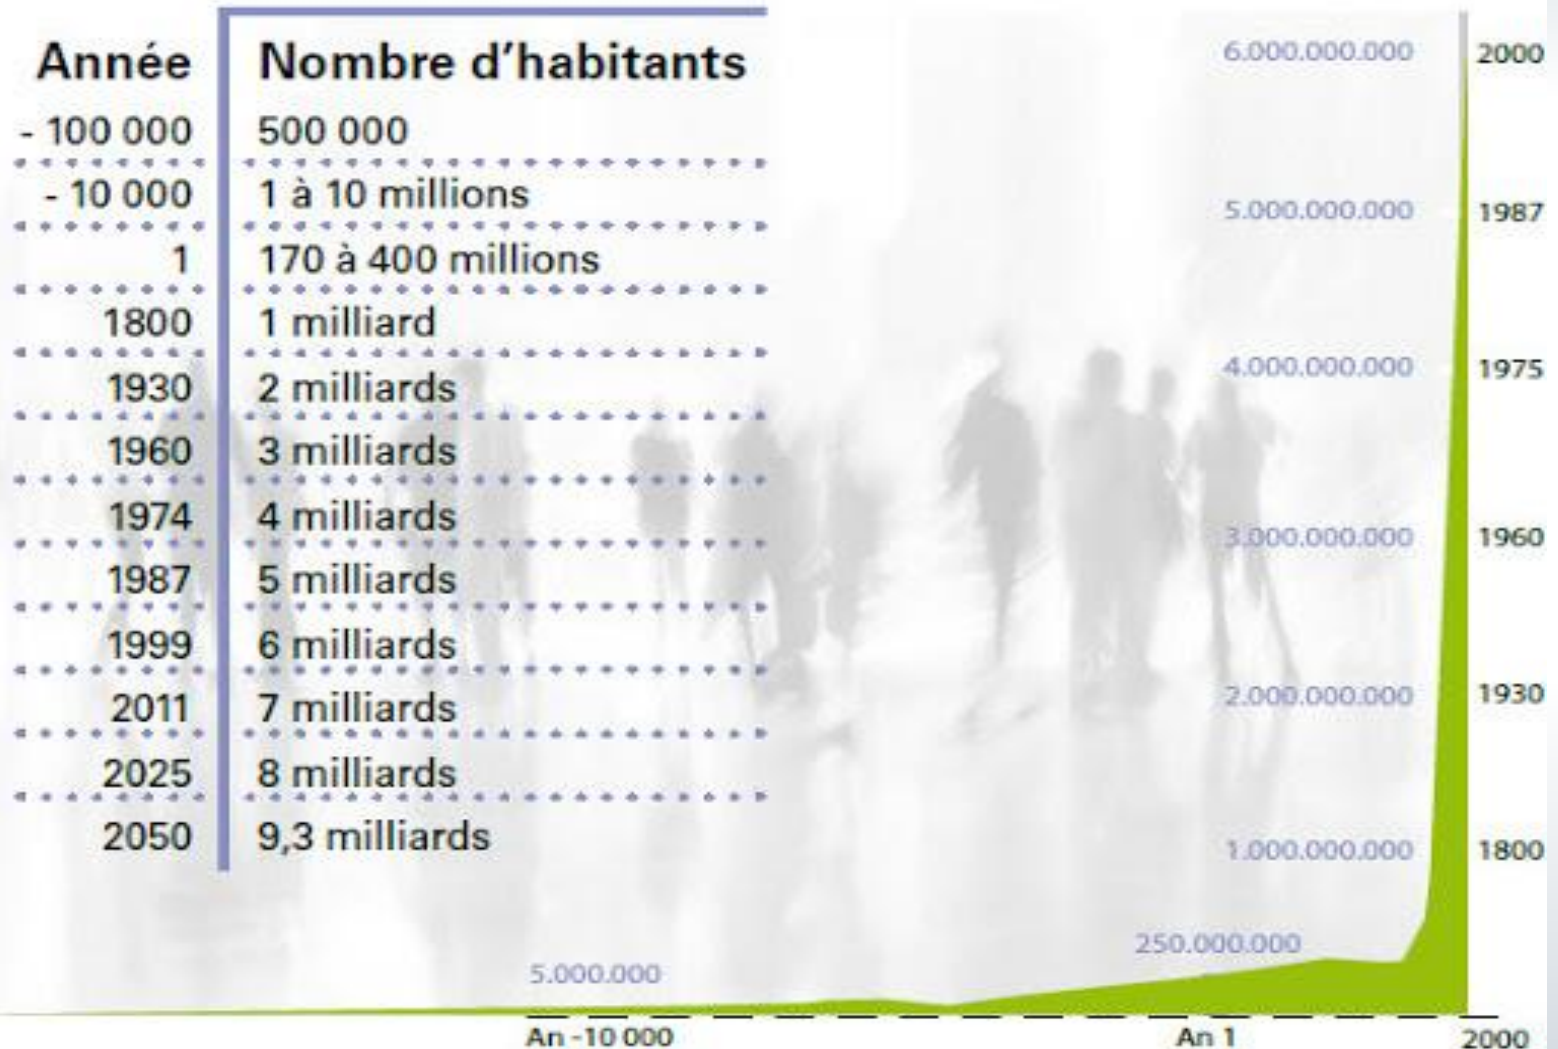 Année Nombre d'habitants
- 100 000 500 000
- 10 000 1 à 10 millions
1 170 à 400 millions
1800 1 milliard
1930 2 milliards
1960 3 milliards
1974 4 milliards
1987 5 milliards
1999 6 milliards
2011 7 milliards
2025 8 milliards
2050 9,3 milliards
6.000.000.000 2000
5.000.000.000 1987
4.000.000.000 1975
3.000.000.000 1960
2.000.000.000 1930
1.000.000.000 1800
250.000.000
5.000.000
An -10 000 An 1 2000